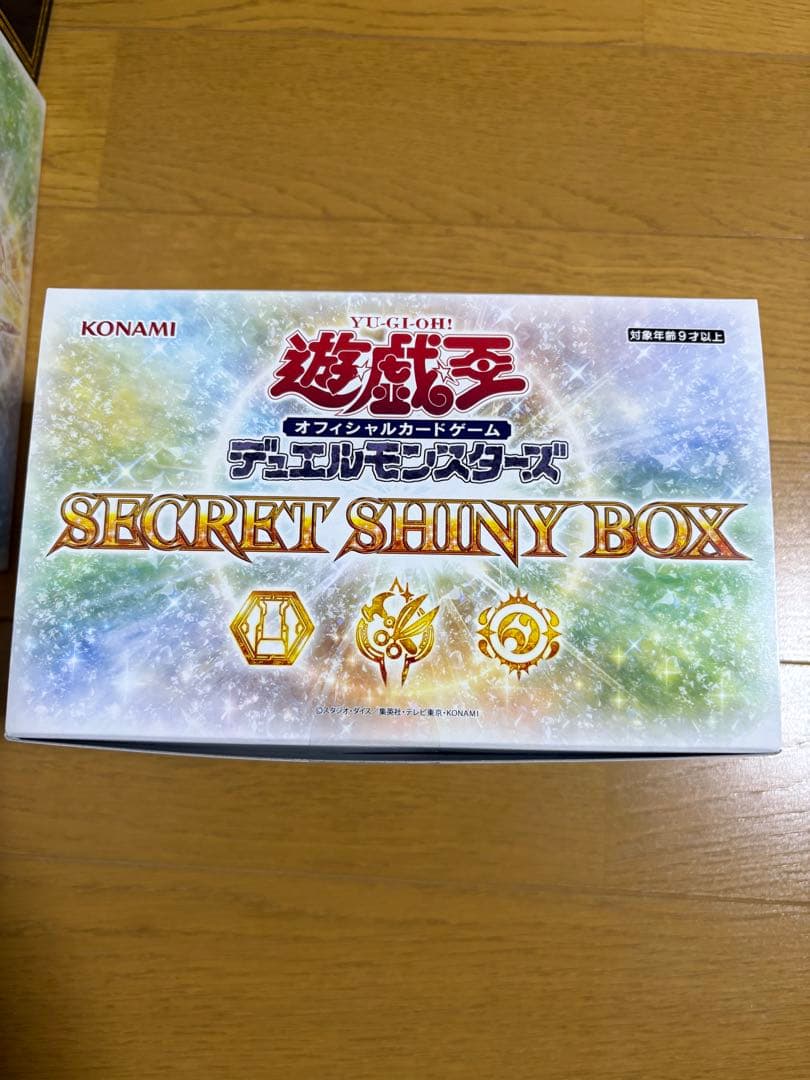 YU-GI-OH!
KONAMI
遊☆戯☆王
対象年齢9才以上
オフィシャルカードゲーム
デュエルモンスターズ
SECRET SHINY BOX
©スタジオ・ダイス／集英社・テレビ東京・KONAMI